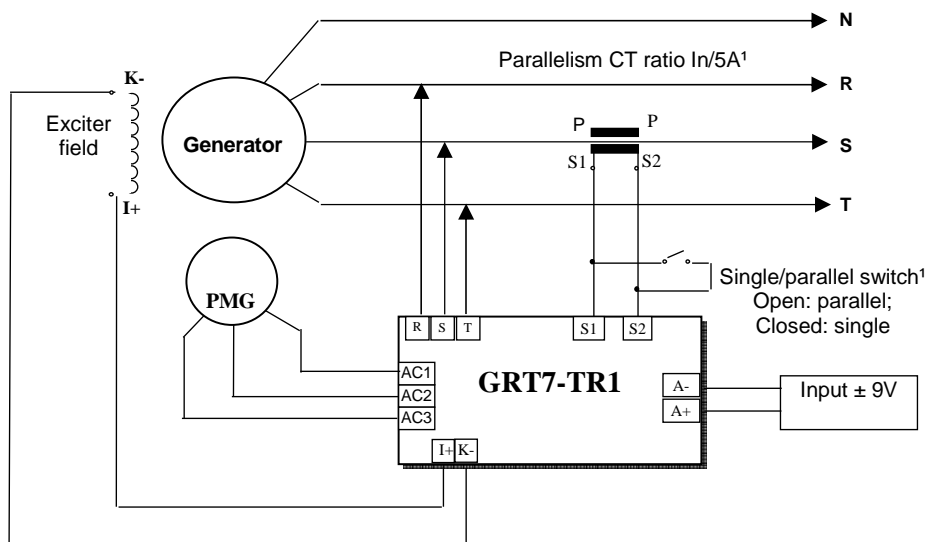 N
Parallelism CT ratio In/5A¹
K-
R
Exciter
field
Generator
P
P
S
S1
S2
I+
T
PMG
Single/parallel switch¹
Open: parallel;
Closed: single
R
S
T
S1
S2
AC1
AC2
AC3
GRT7-TR1
A-
A+
Input ± 9V
I+
K-